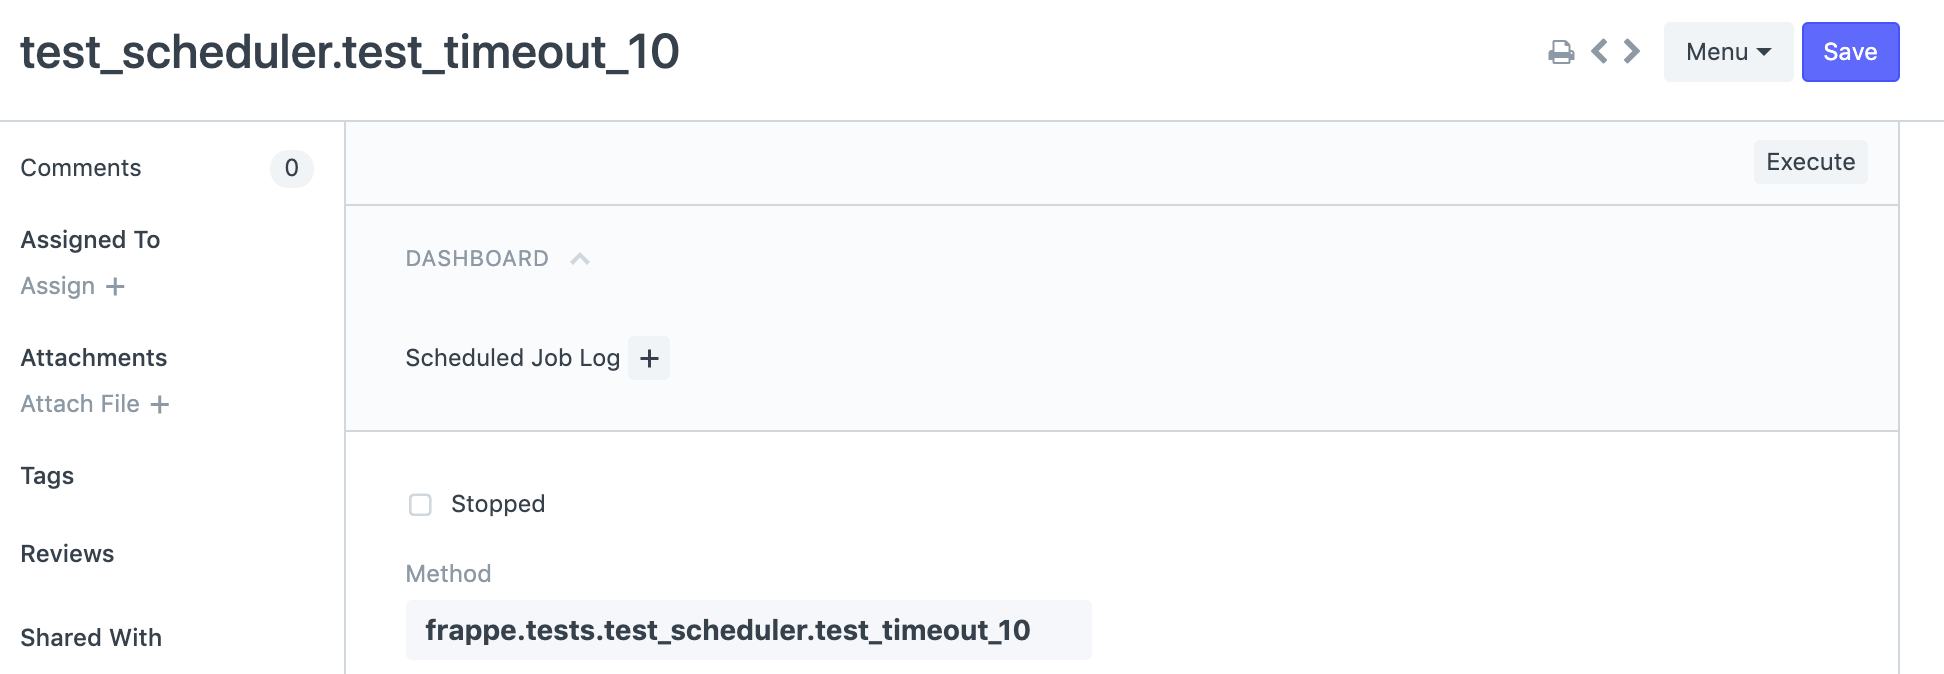 test_scheduler.test_timeout_10
Menu
Save
Comments
0
Assigned To
Assign +
Attachments
Attach File +
Tags
Reviews
Shared With
Execute
DASHBOARD
Scheduled Job Log +
Stopped
Method
frappe.tests.test_scheduler.test_timeout_10